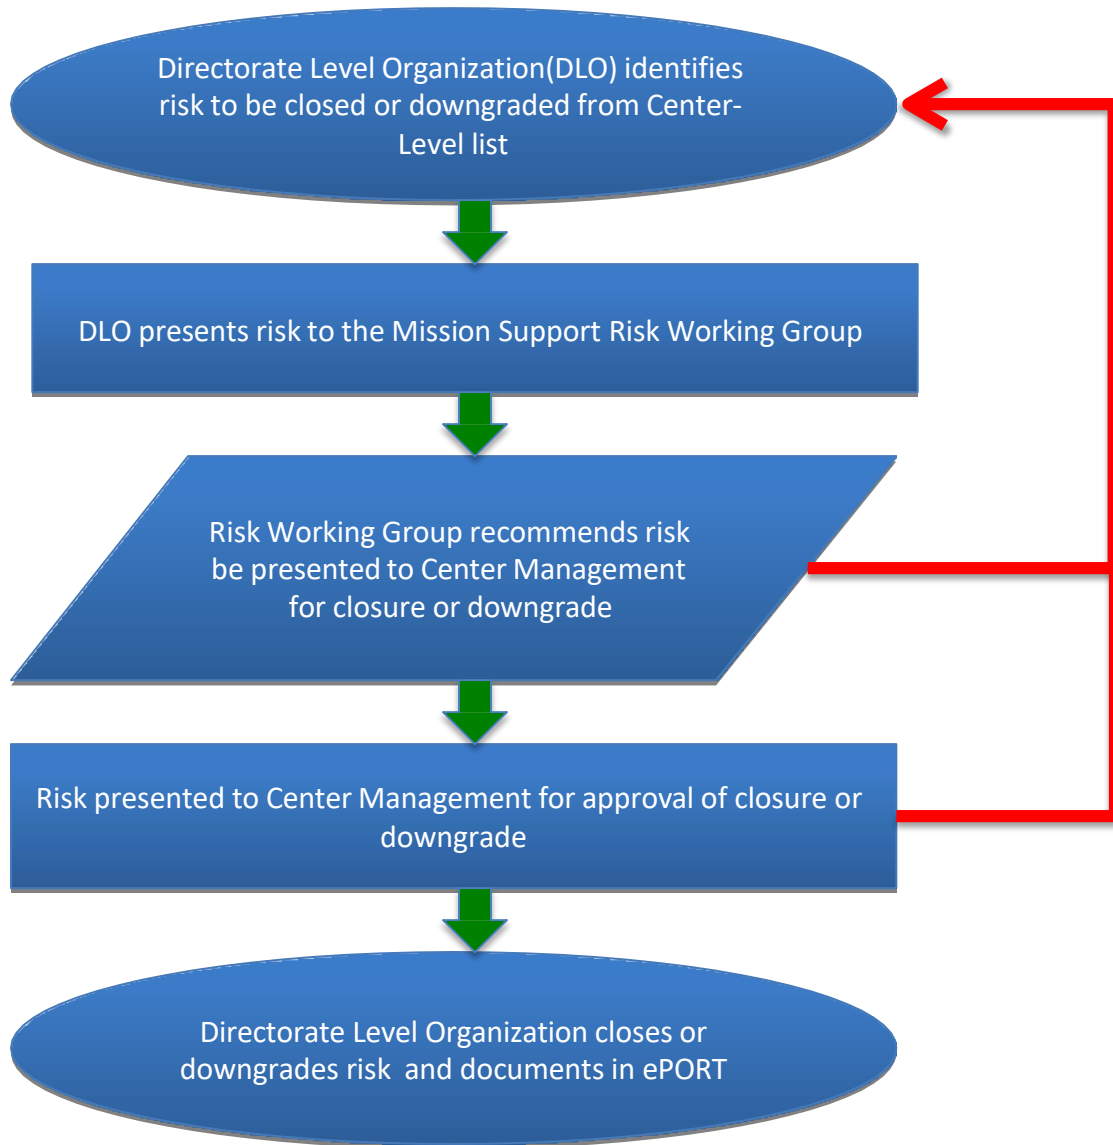 Directorate Level Organization(DLO) identifies
risk to be closed or downgraded from Center-
Level list
DLO presents risk to the Mission Support Risk Working Group
Risk Working Group recommends risk
be presented to Center Management
for closure or downgrade
Risk presented to Center Management for approval of closure or
downgrade
Directorate Level Organization closes or
downgrades risk  and documents in ePORT